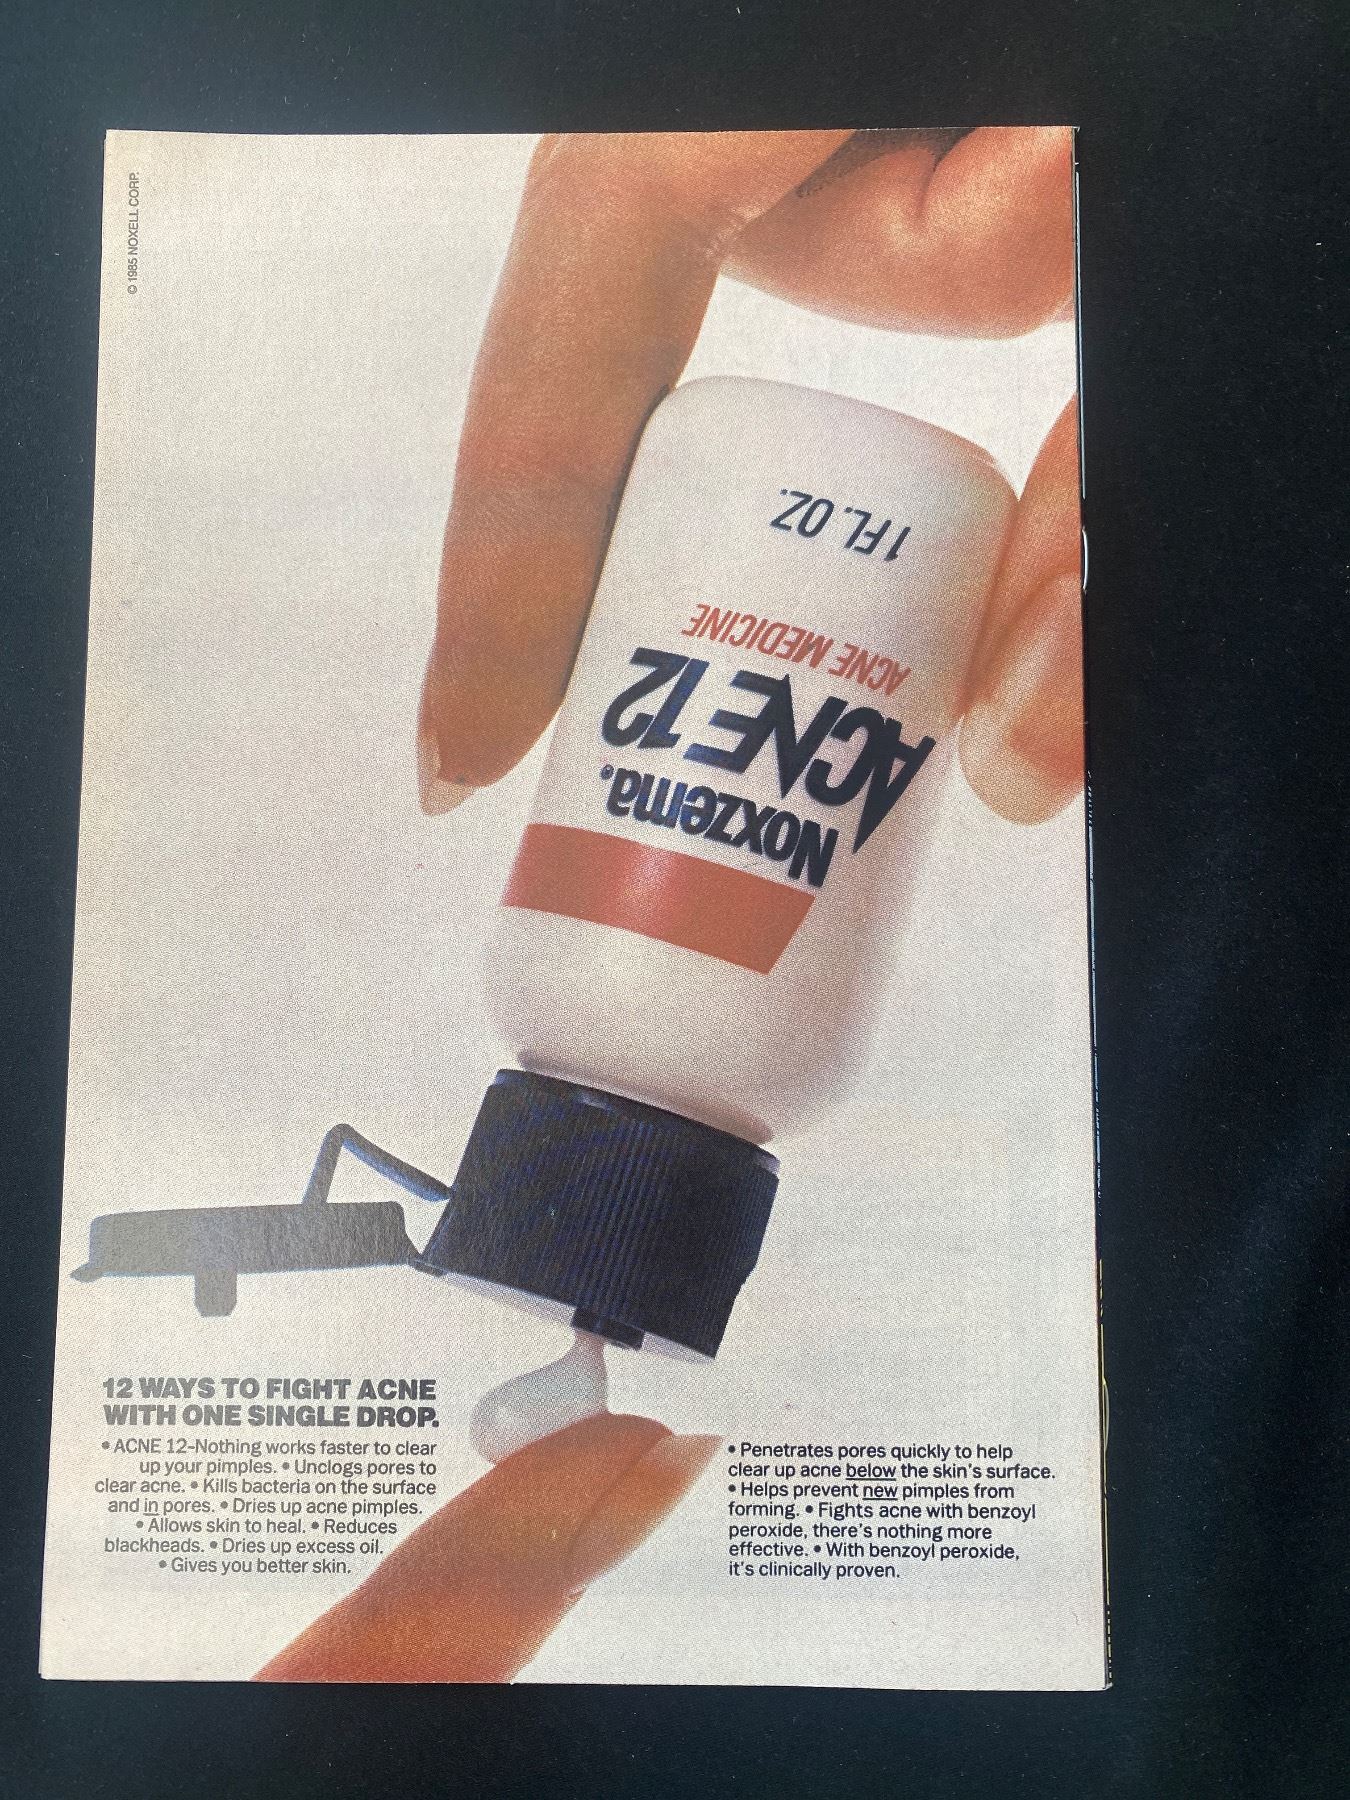 © 1985 NOXELL CORP.
1 FL. OZ.
ACNE MEDICINE
ACNE 12
Noxzema®
12 WAYS TO FIGHT ACNE
WITH ONE SINGLE DROP.
• ACNE 12-Nothing works faster to clear
up your pimples. • Unclogs pores to
clear acne. • Kills bacteria on the surface
and in pores. • Dries up acne pimples.
• Allows skin to heal. • Reduces
blackheads. • Dries up excess oil.
• Gives you better skin.
• Penetrates pores quickly to help
clear up acne below the skin's surface.
• Helps prevent new pimples from
forming. • Fights acne with benzoyl
peroxide, there's nothing more
effective. • With benzoyl peroxide,
it's clinically proven.